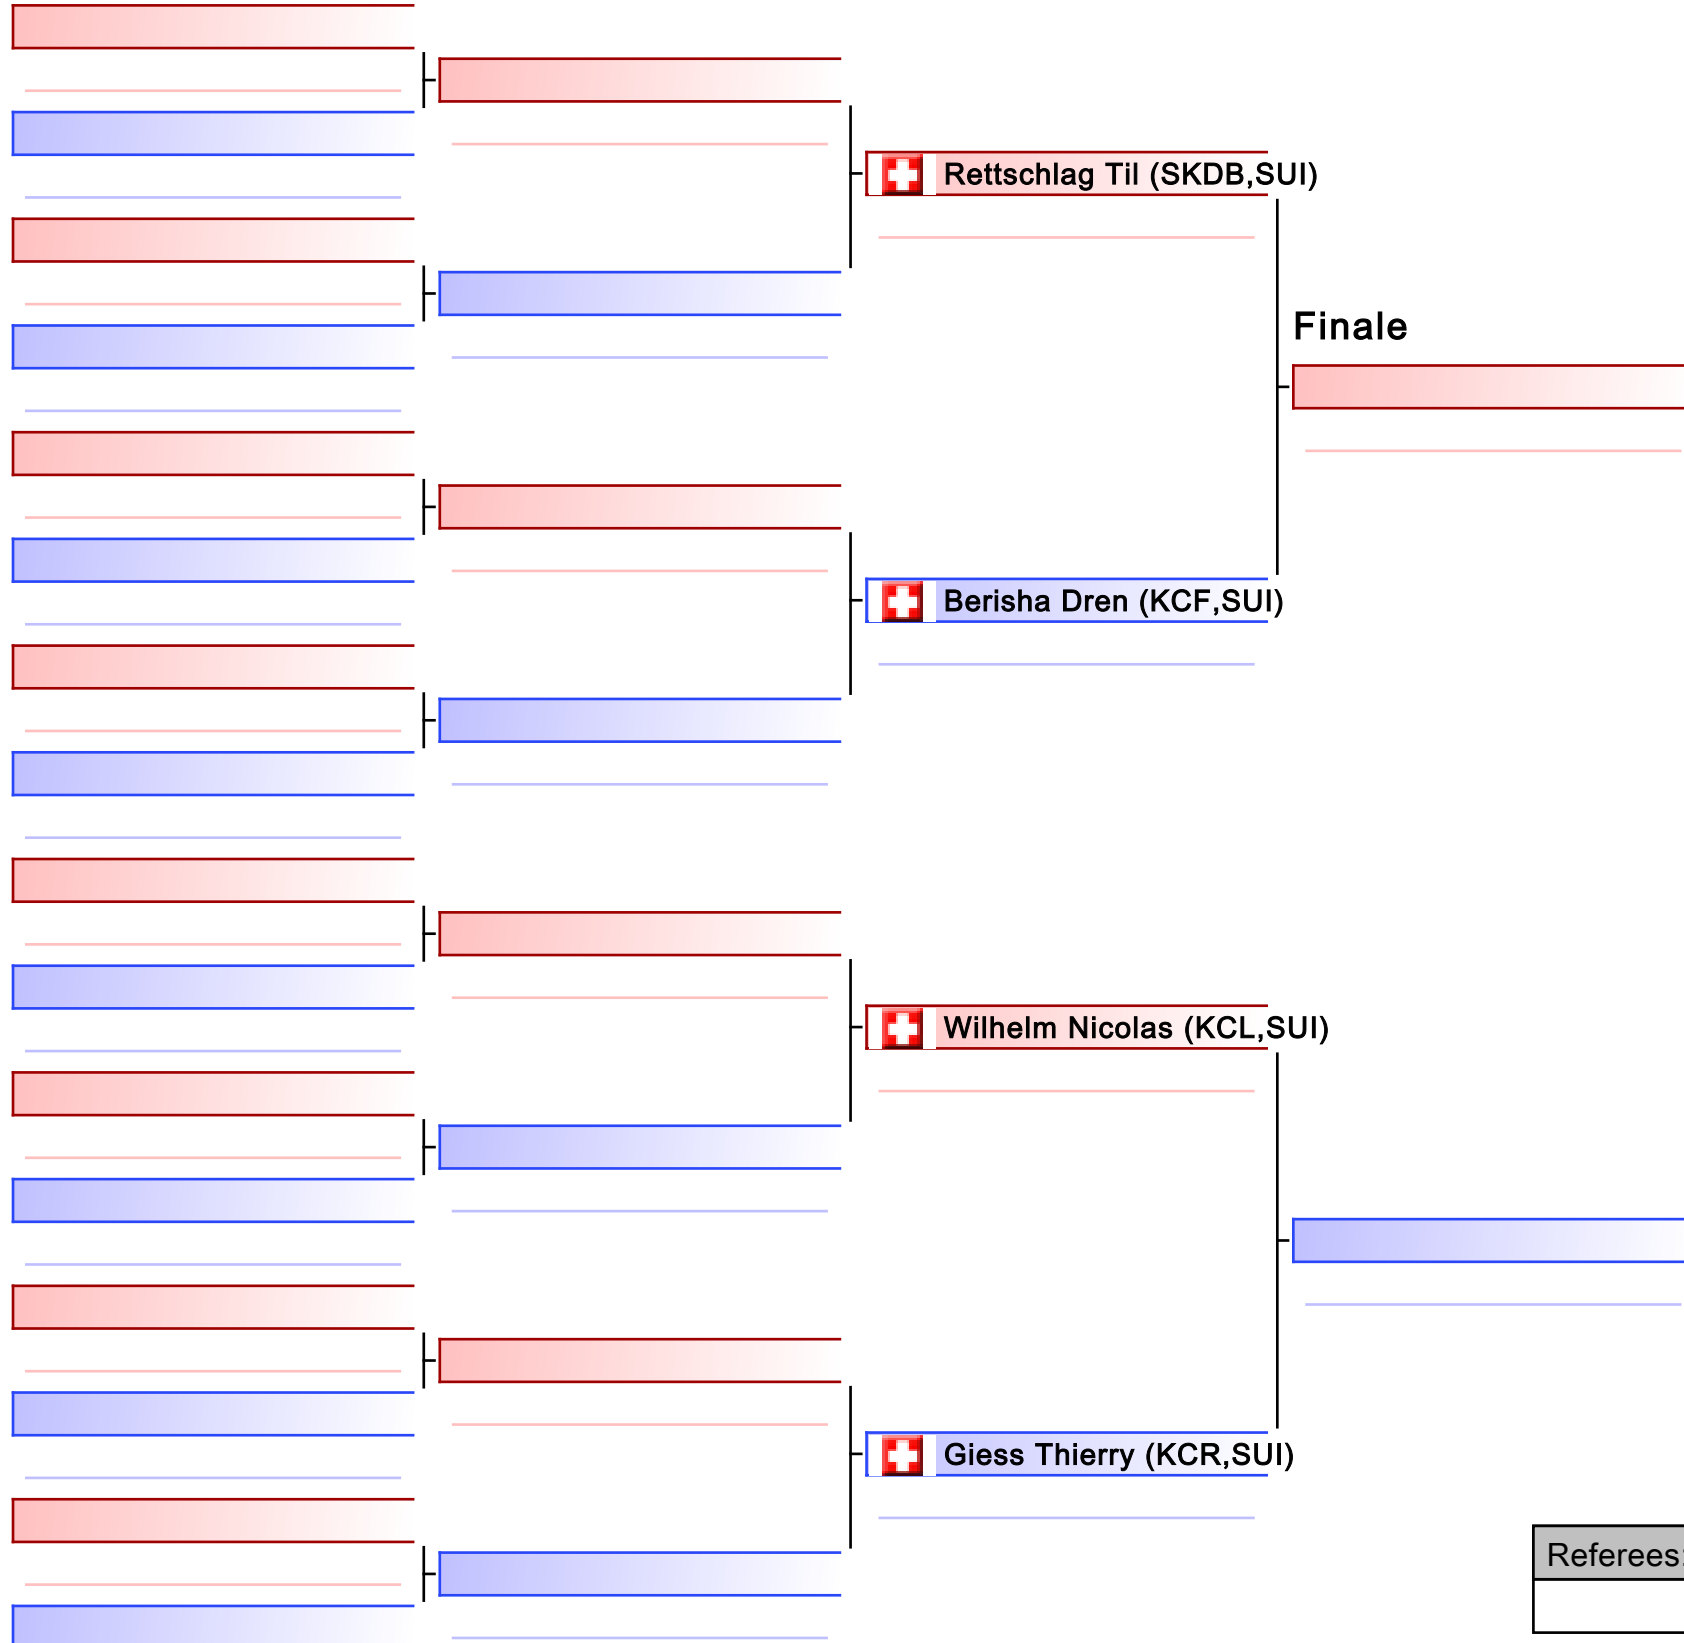 Rettschlag Til (SKDB,SUI)
Finale
Berisha Dren (KCF,SUI)
Wilhelm Nicolas (KCL,SUI)
Giess Thierry (KCR,SUI)
Referees: